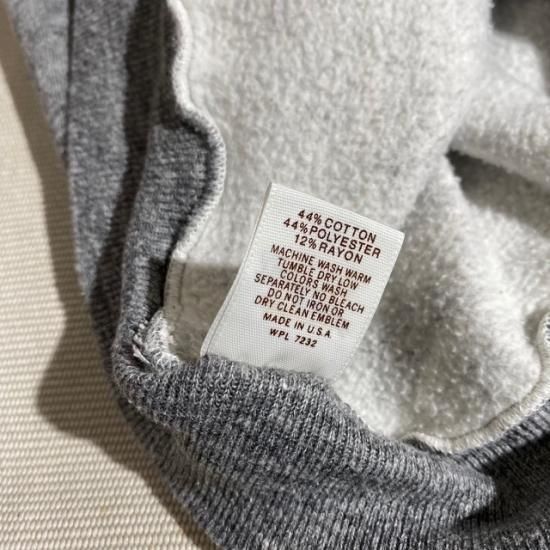 44% COTTON
44% POLYESTER
12% RAYON
MACHINE WASH WARM
TUMBLE DRY LOW
COLORS WASH
SEPARATELY NO BLEACH
DO NOT IRON OR
DRY CLEAN EMBLEM
MADE IN U.S.A.
WPL 7232